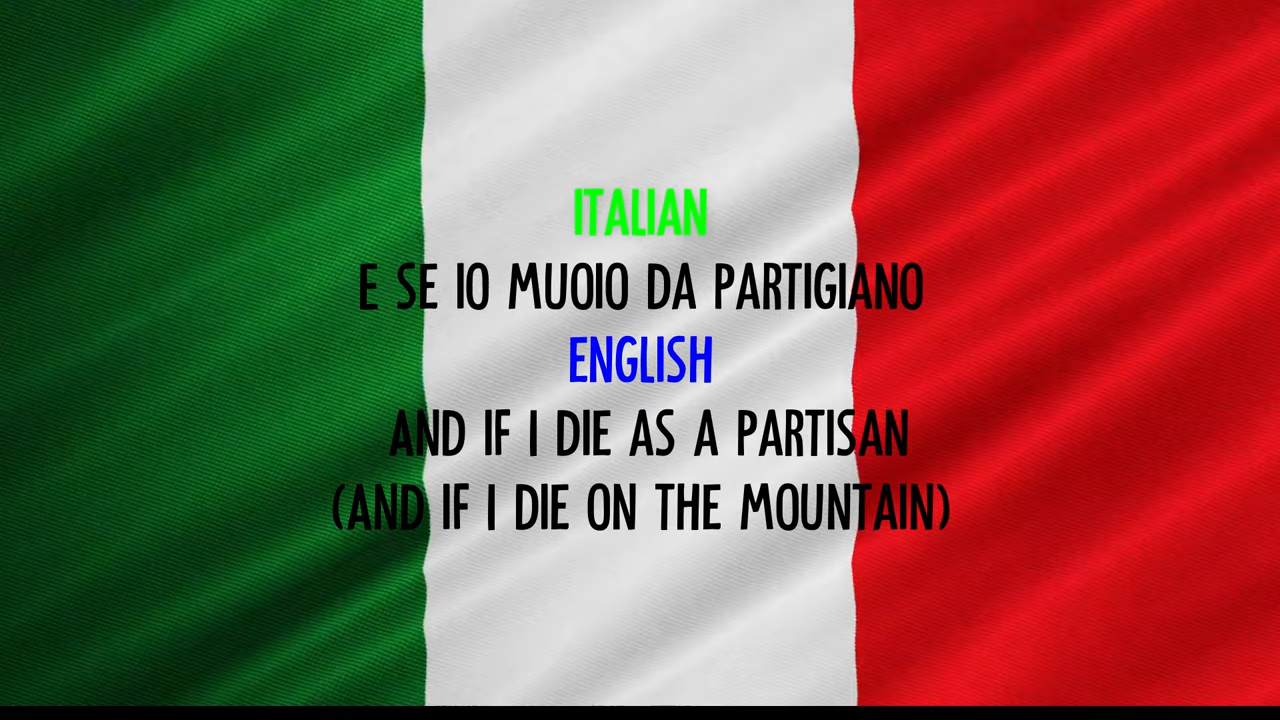 ITALIAN
E SE IO MUOIO DA PARTIGIANO
ENGLISH
AND IF I DIE AS A PARTISAN
(AND IF I DIE ON THE MOUNTAIN)